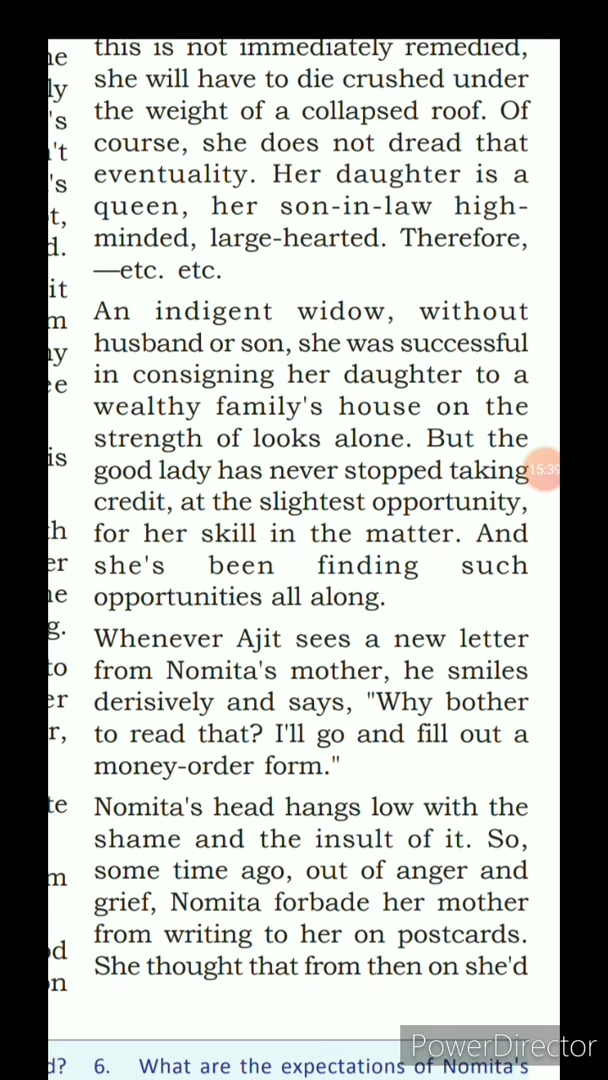 this is not immediately remedied,
she will have to die crushed under
the weight of a collapsed roof. Of
course, she does not dread that
eventuality. Her daughter is a
queen, her son-in-law high-
minded, large-hearted. Therefore,
—etc. etc.
An indigent widow, without
husband or son, she was successful
in consigning her daughter to a
wealthy family's house on the
strength of looks alone. But the
good lady has never stopped taking
credit, at the slightest opportunity,
for her skill in the matter. And
she's been finding such
opportunities all along.
Whenever Ajit sees a new letter
from Nomita's mother, he smiles
derisively and says, "Why bother
to read that? I'll go and fill out a
money-order form."
Nomita's head hangs low with the
shame and the insult of it. So,
some time ago, out of anger and
grief, Nomita forbade her mother
from writing to her on postcards.
She thought that from then on she'd
6. What are the expectations of Nomita's
15:39
PowerDirector